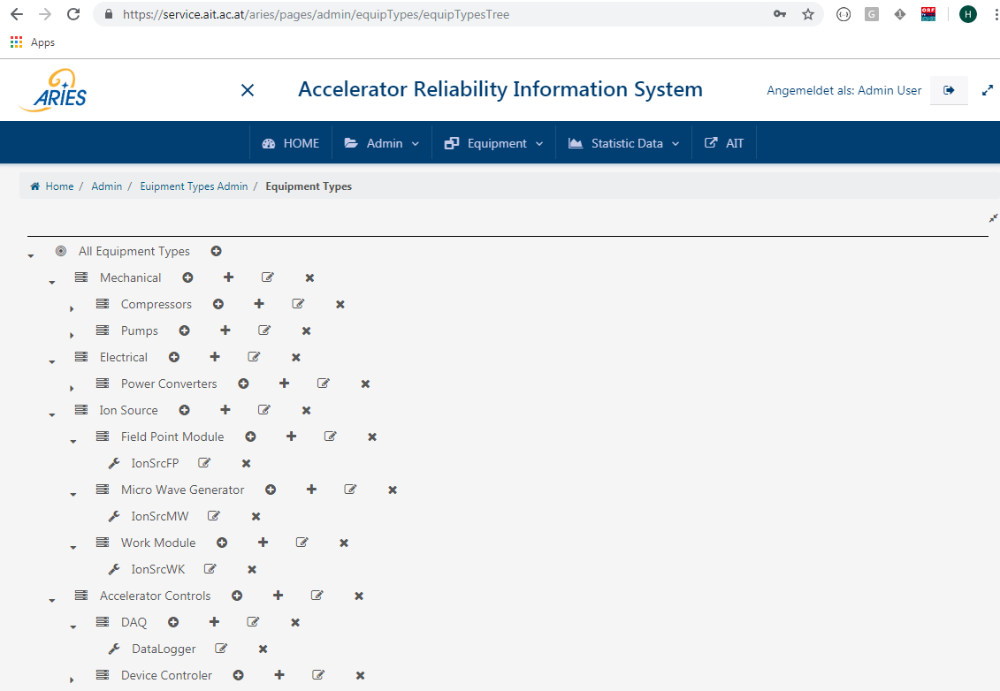 https://service.ait.ac.at/aries/pages/admin/equipTypes/equipTypesTree
G
1
ORF
H
Apps
ARIES
Accelerator Reliability Information System
Angemeldet als: Admin User
HOME
Admin
Equipment
Statistic Data
AIT
Home / Admin / Euipment Types Admin / Equipment Types
All Equipment Types
Mechanical
Compressors
Pumps
Electrical
Power Converters
Ion Source
Field Point Module
IonSrcFP
Micro Wave Generator
IonSrcMW
Work Module
IonSrcWK
Accelerator Controls
DAQ
DataLogger
Device Controler